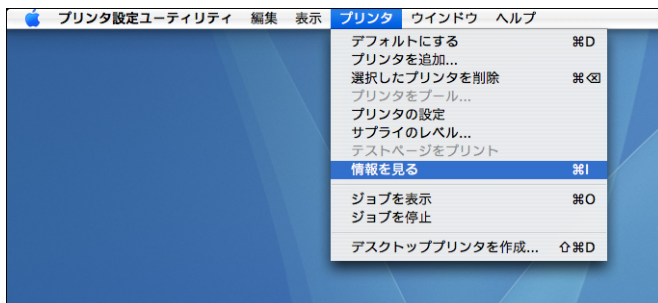 プリンタ設定ユーティリティ 編集 表示 プリンタ ウインドウ ヘルプ
デフォルトにする ⌘D
プリンタを追加...
選択したプリンタを削除 ⌘⌫
プリンタをプール...
プリンタの設定
サプライのレベル...
テストページをプリント
情報を見る ⌘I
ジョブを表示 ⌘O
ジョブを停止
デスクトッププリンタを作成... ⇧⌘D